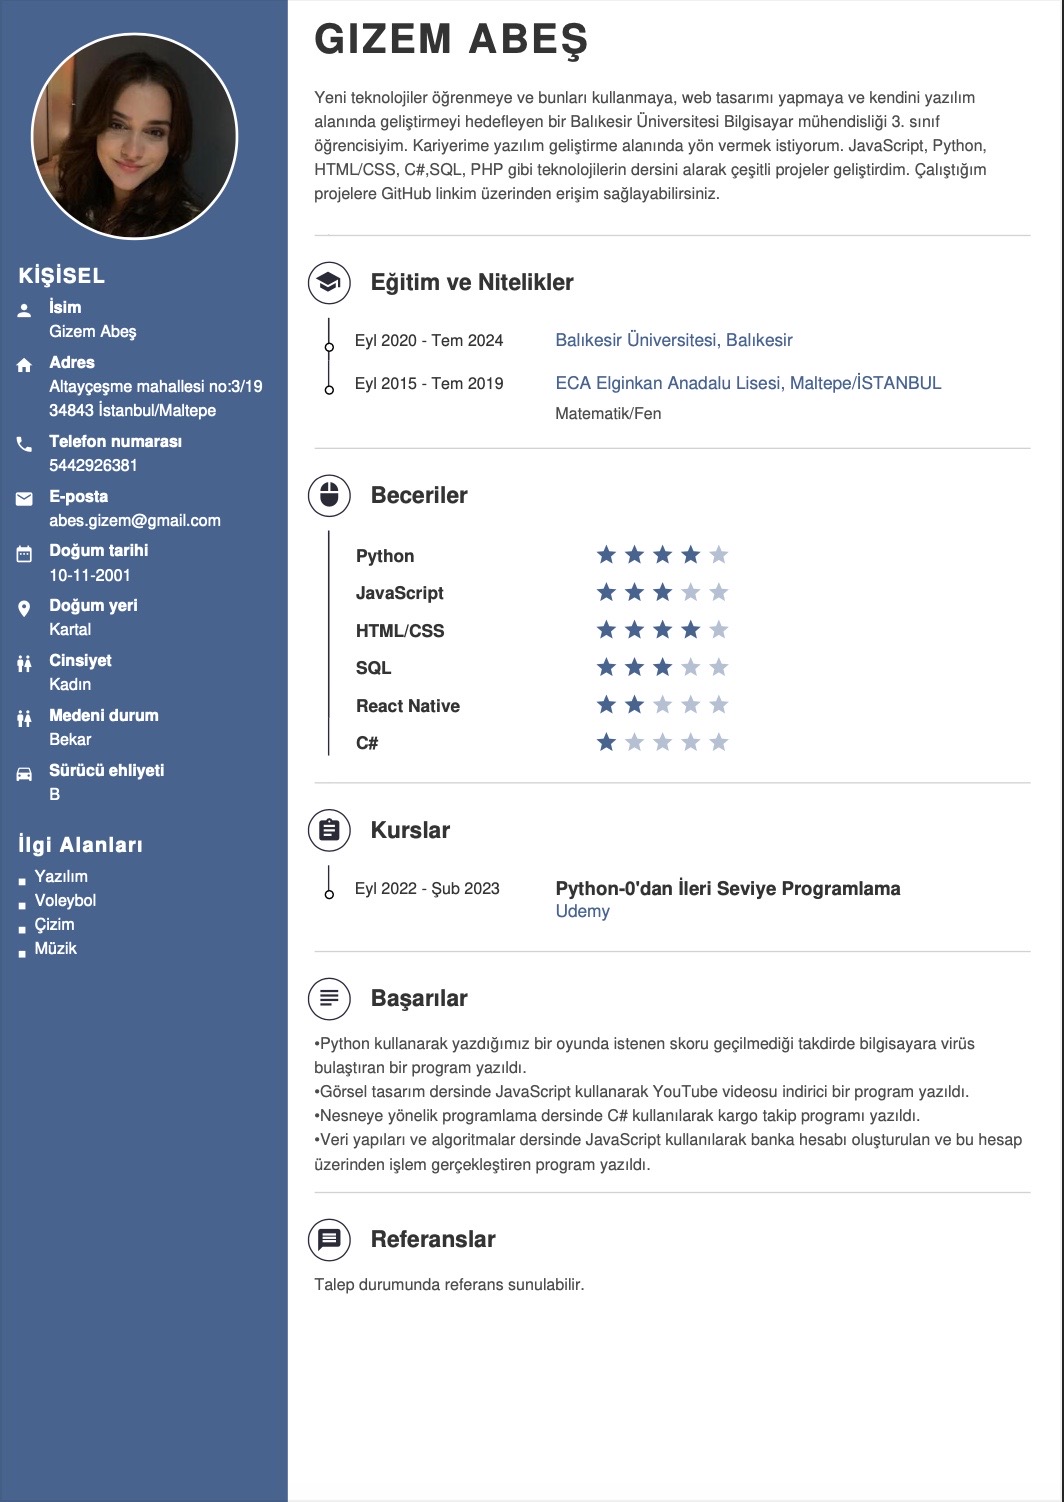 GIZEM ABEŞ
Yeni teknolojiler öğrenmeye ve bunları kullanmaya, web tasarımı yapmaya ve kendini yazılım
alanında geliştirmeyi hedefleyen bir Balıkesir Üniversitesi Bilgisayar mühendisliği 3. sınıf
öğrencisiyim. Kariyerime yazılım geliştirme alanında yön vermek istiyorum. JavaScript, Python,
HTML/CSS, C#,SQL, PHP gibi teknolojilerin dersini alarak çeşitli projeler geliştirdim. Çalıştığım
projelere GitHub linkim üzerinden erişim sağlayabilirsiniz.
KİŞİSEL
İsim
Gizem Abeş
Adres
Altayçeşme mahallesi no:3/19
34843 İstanbul/Maltepe
Telefon numarası
5442926381
E-posta
abes.gizem@gmail.com
Doğum tarihi
10-11-2001
Doğum yeri
Kartal
Cinsiyet
Kadın
Medeni durum
Bekar
Sürücü ehliyeti
B
İlgi Alanları
Yazılım
Voleybol
Çizim
Müzik
Eğitim ve Nitelikler
Eyl 2020 - Tem 2024 Balıkesir Üniversitesi, Balıkesir
Eyl 2015 - Tem 2019 ECA Elginkan Anadalu Lisesi, Maltepe/İSTANBUL
Matematik/Fen
Beceriler
Python
JavaScript
HTML/CSS
SQL
React Native
C#
Kurslar
Eyl 2022 - Şub 2023 Python-0'dan İleri Seviye Programlama
Udemy
Başarılar
•Python kullanarak yazdığımız bir oyunda istenen skoru geçilmediği takdirde bilgisayara virüs
bulaştıran bir program yazıldı.
•Görsel tasarım dersinde JavaScript kullanarak YouTube videosu indirici bir program yazıldı.
•Nesneye yönelik programlama dersinde C# kullanılarak kargo takip programı yazıldı.
•Veri yapıları ve algoritmalar dersinde JavaScript kullanılarak banka hesabı oluşturulan ve bu hesap
üzerinden işlem gerçekleştiren program yazıldı.
Referanslar
Talep durumunda referans sunulabilir.